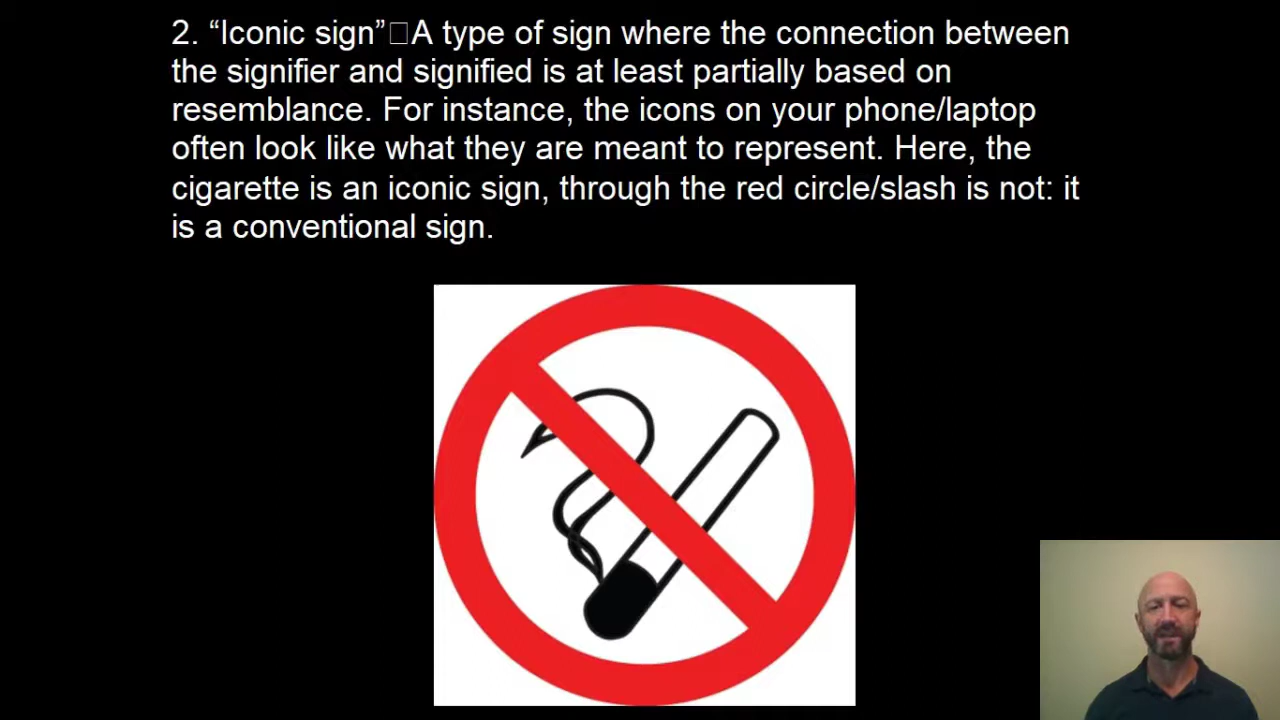 2. “Iconic sign”□A type of sign where the connection between
the signifier and signified is at least partially based on
resemblance. For instance, the icons on your phone/laptop
often look like what they are meant to represent. Here, the
cigarette is an iconic sign, through the red circle/slash is not: it
is a conventional sign.